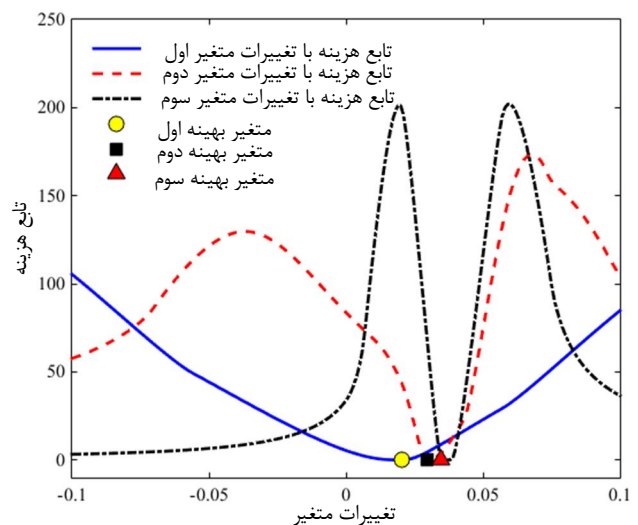 تابع هزینه با تغییرات متغیر اول
تابع هزینه با تغییرات متغیر دوم
تابع هزینه با تغییرات متغیر سوم
متغیر بهینه اول
متغیر بهینه دوم
متغیر بهینه سوم
تابع هزینه
250
200
150
100
50
0
-0.1
-0.05
0
0.05
0.1
تغییرات متغیر